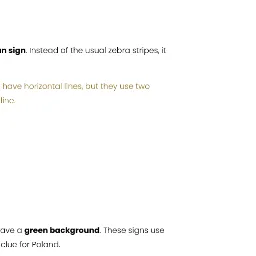 n sign. Instead of the usual zebra stripes, it
have horizontal lines, but they use two
line.
ave a green background. These signs use
clue for Poland.